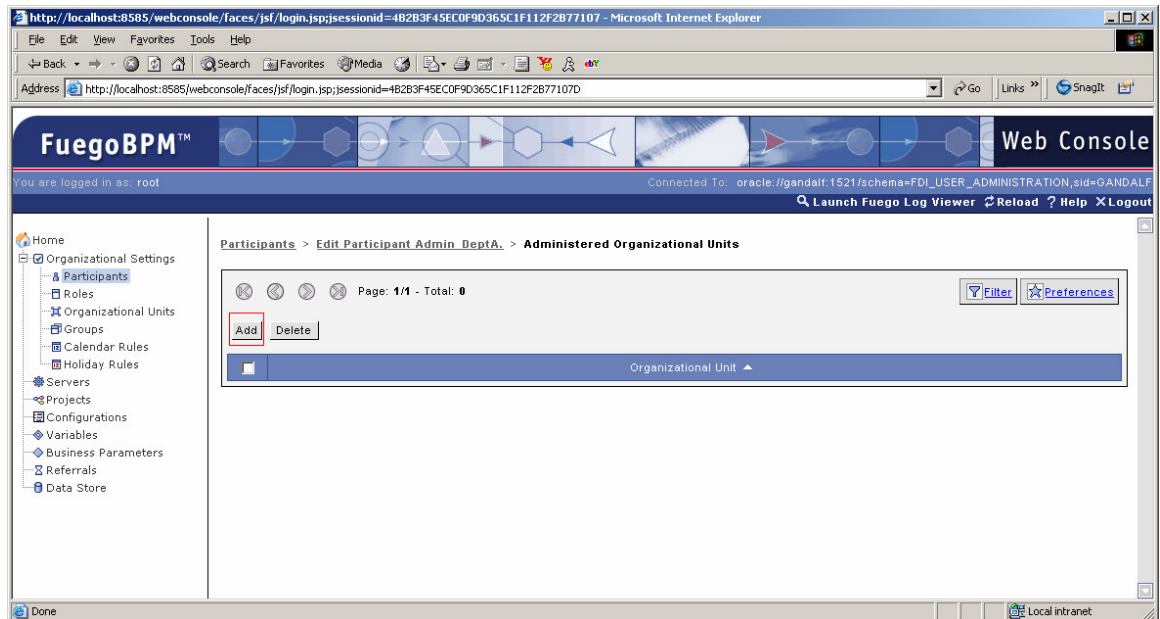 http://localhost:8585/webconsole/faces/jsf/login.jsp;jsessionid=4B2B3F45EC0F9D365C1F112F2B77107 - Microsoft Internet Explorer
File Edit View Favorites Tools Help
Back Search Favorites Media
Address http://localhost:8585/webconsole/faces/jsf/login.jsp;jsessionid=4B2B3F45EC0F9D365C1F112F2B77107D Go Links » SnagIt
FuegoBPM™ Web Console
You are logged in as: root Connected To: oracle://gandalf:1521/schema=FDI_USER_ADMINISTRATION,sid=GANDALF
Launch Fuego Log Viewer Reload ? Help X Logout
Home
Organizational Settings
Participants
Roles
Organizational Units
Groups
Calendar Rules
Holiday Rules
Servers
Projects
Configurations
Variables
Business Parameters
Referrals
Data Store
Participants > Edit Participant Admin DeptA. > Administered Organizational Units
Page: 1/1 - Total: 0 Filter Preferences
Add Delete
Organizational Unit
Done Local intranet